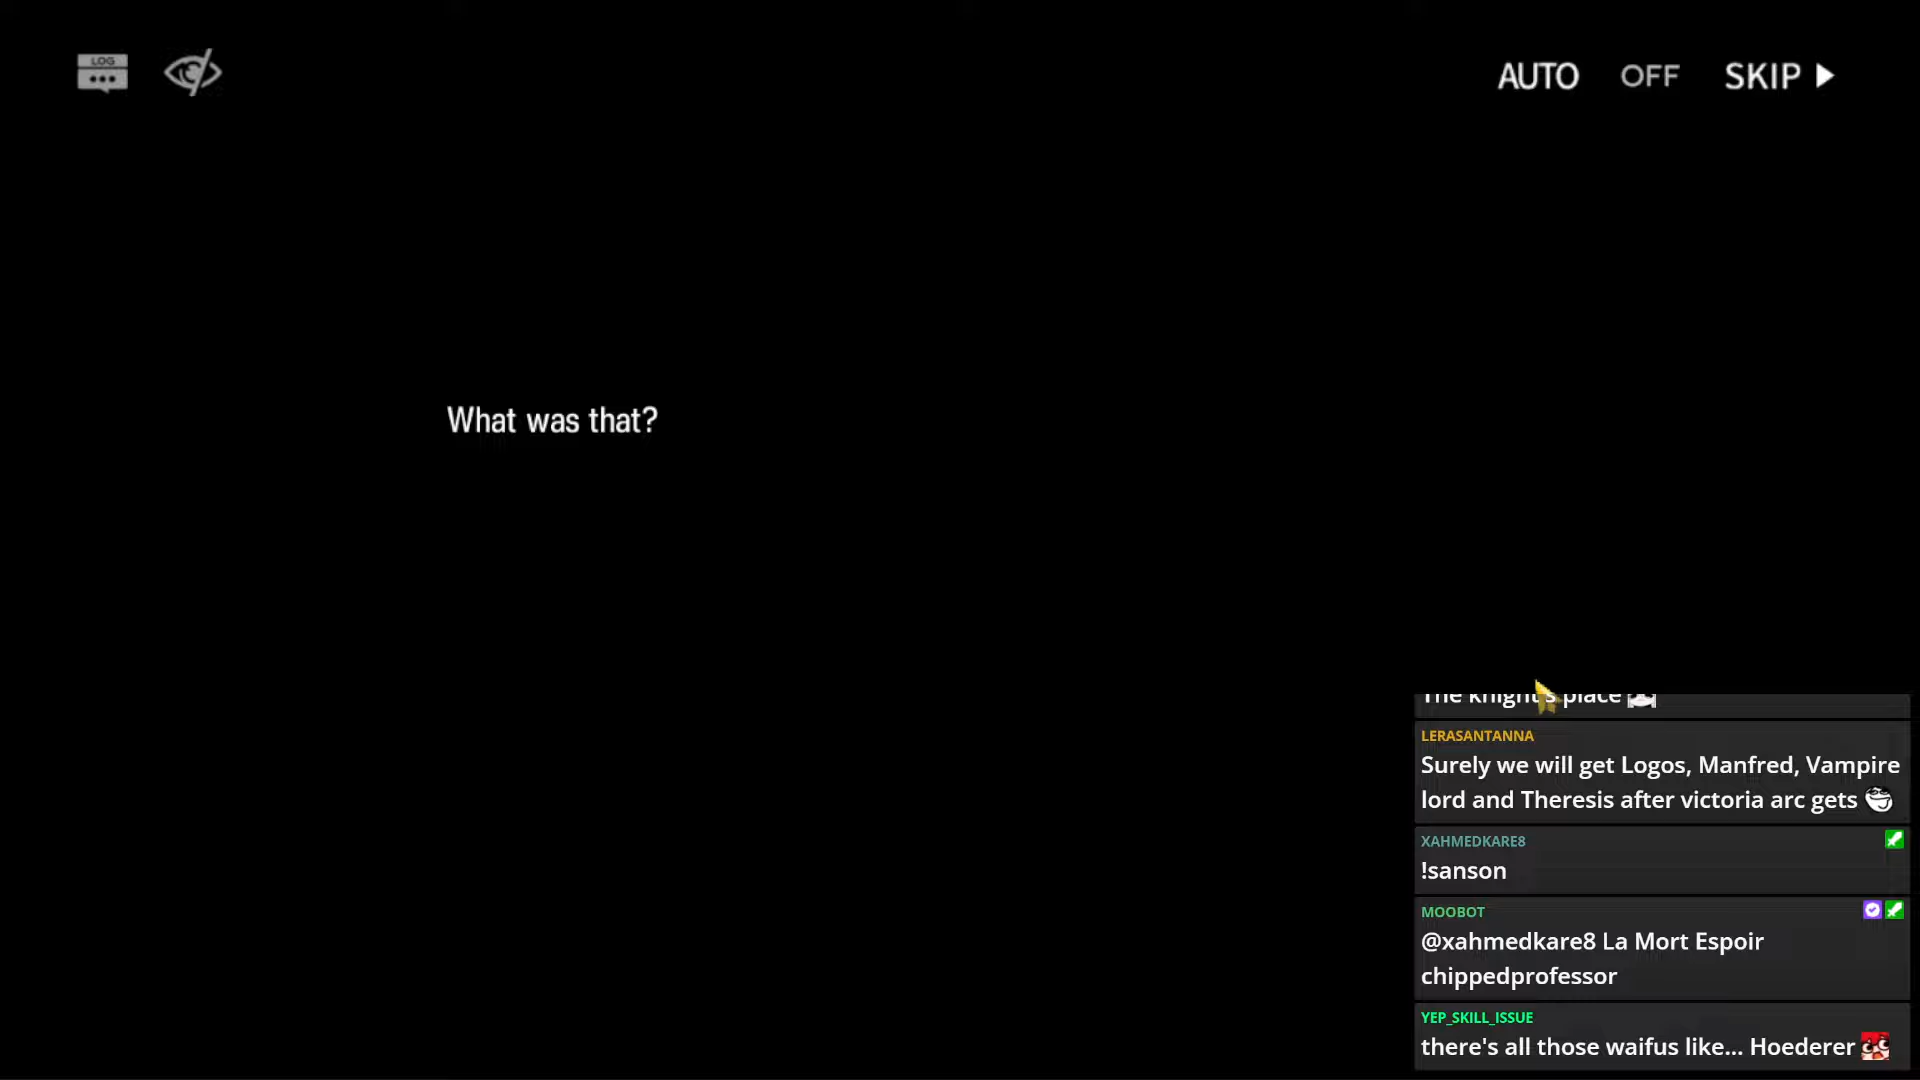 LOG
AUTO OFF SKIP
What was that?
The knight's place
LERASANTANNA
Surely we will get Logos, Manfred, Vampire
lord and Theresis after victoria arc gets
XAHMEDKARE8
!sanson
MOOBOT
@xahmedkare8 La Mort Espoir
chippedprofessor
YEP_SKILL_ISSUE
there's all those waifus like... Hoederer